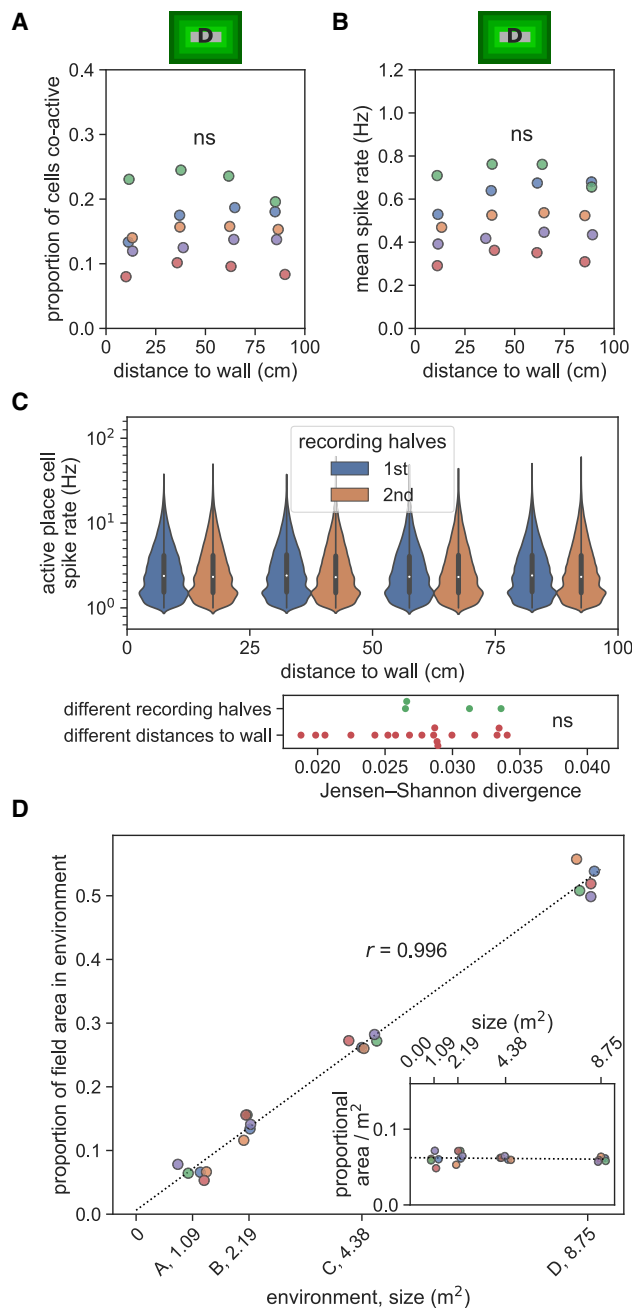 A
D
proportion of cells co-active
0.4
0.3
0.2
0.1
0.0
ns
0 25 50 75 100
distance to wall (cm)
B
D
mean spike rate (Hz)
1.2
1.0
0.8
0.6
0.4
0.2
0.0
ns
0 25 50 75 100
distance to wall (cm)
C
active place cell
spike rate (Hz)
10²
10¹
10⁰
recording halves
1st
2nd
0 25 50 75 100
distance to wall (cm)
different recording halves
different distances to wall
ns
0.020 0.025 0.030 0.035 0.040
Jensen–Shannon divergence
D
proportion of field area in environment
0.5
0.4
0.3
0.2
0.1
0.0
r = 0.996
size (m²)
0.00 1.09 2.19 4.38 8.75
proportional
area / m²
0.1
0.0
0 A, 1.09 B, 2.19 C, 4.38 D, 8.75
environment, size (m²)